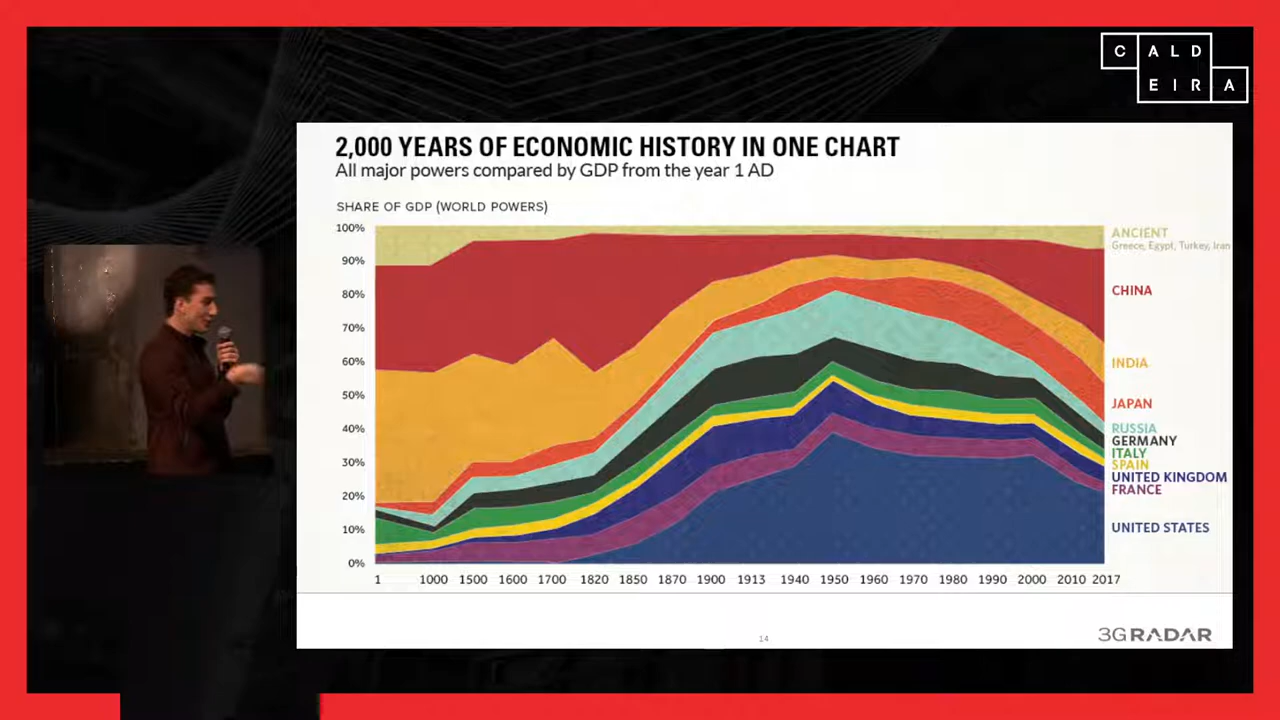 CALD
EIRA
2,000 YEARS OF ECONOMIC HISTORY IN ONE CHART
All major powers compared by GDP from the year 1 AD
SHARE OF GDP (WORLD POWERS)
100%
90%
80%
70%
60%
50%
40%
30%
20%
10%
0%
ANCIENT
Greece, Egypt, Turkey, Iran
CHINA
INDIA
JAPAN
RUSSIA
GERMANY
ITALY
SPAIN
UNITED KINGDOM
FRANCE
UNITED STATES
1 1000 1500 1600 1700 1820 1850 1870 1900 1913 1940 1950 1960 1970 1980 1990 2000 2010 2017
14
3GRADAR